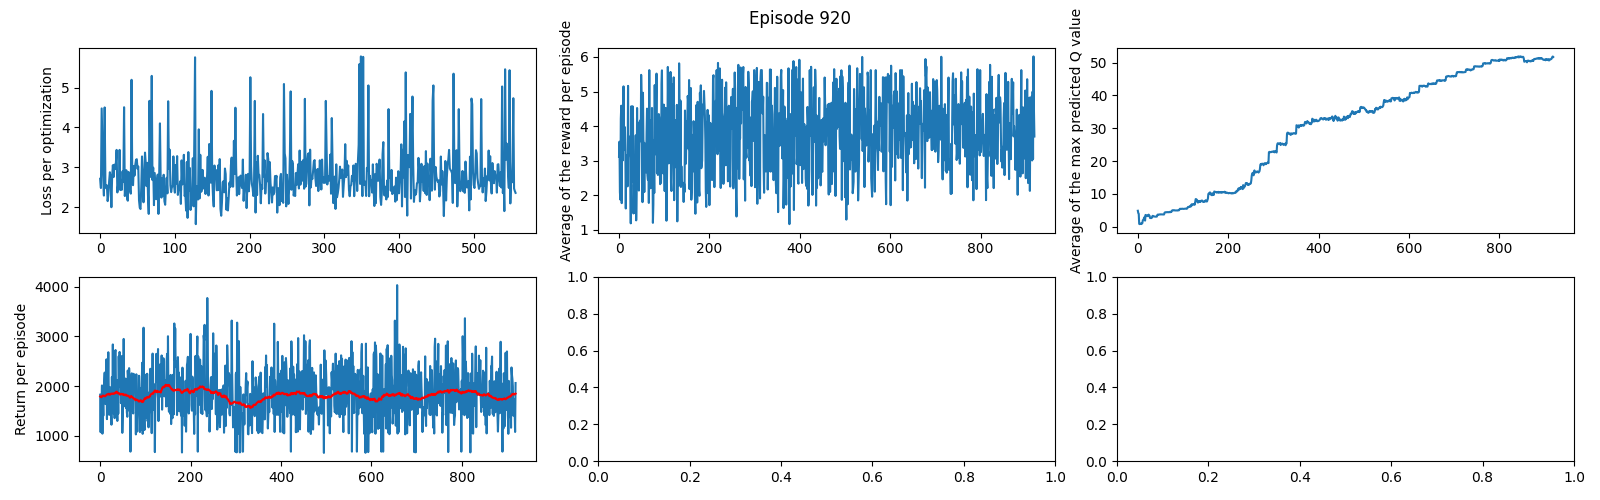 Episode 920
Loss per optimization
5
4
3
2
0 100 200 300 400 500
Average of the reward per episode
6
5
4
3
2
1
0 200 400 600 800
Average of the max predicted Q value
50
40
30
20
10
0
0 200 400 600 800
Return per episode
4000
3000
2000
1000
0 200 400 600 800
1.0
0.8
0.6
0.4
0.2
0.0
0.0 0.2 0.4 0.6 0.8 1.0
1.0
0.8
0.6
0.4
0.2
0.0
0.0 0.2 0.4 0.6 0.8 1.0